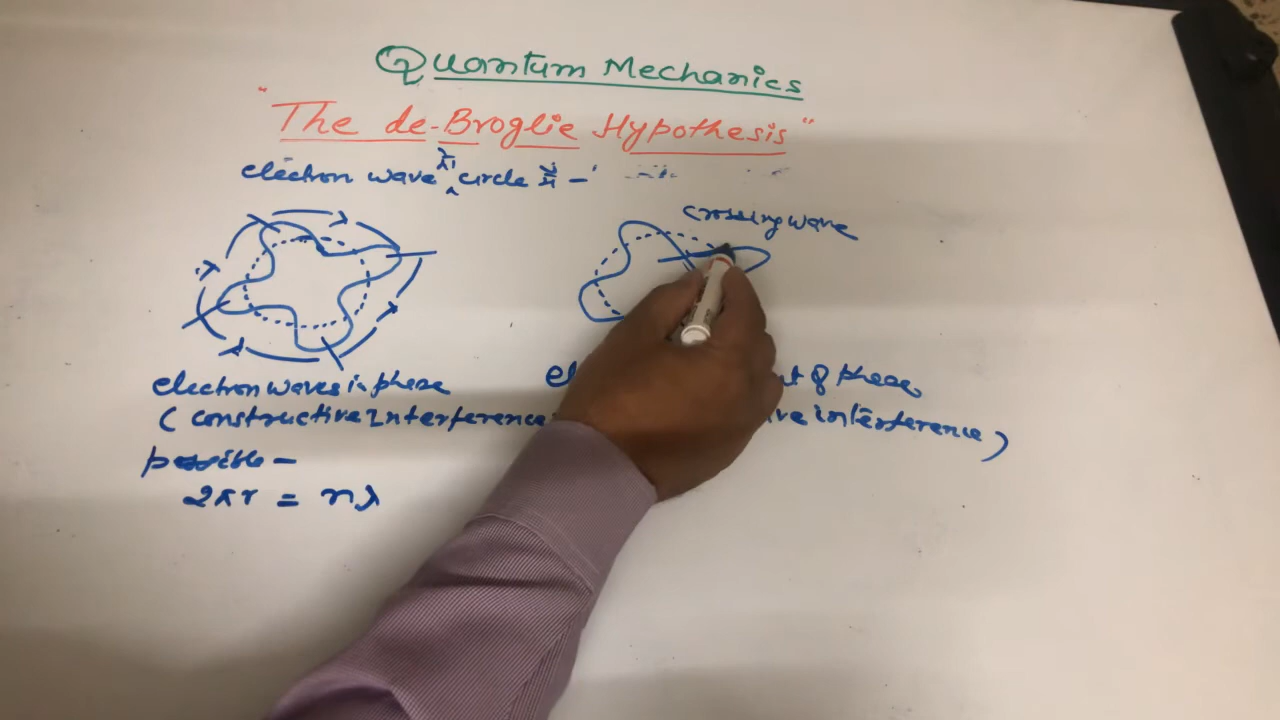 Quantum Mechanics
"The de-Broglie Hypothesis"
electron wave circle में -
crossing wave
electron waves in phase
(constructive interference
of phase
interference)
possible -
2πr = nλ